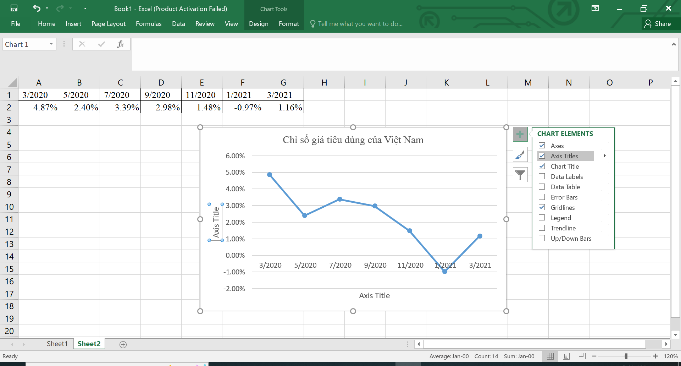 Book1 - Excel (Product Activation Failed)
Chart Tools
File Home Insert Page Layout Formulas Data Review View Design Format Tell me what you want to do... Share
Chart 1 fx
A B C D E F G H I J K L M N O P
1 3/2020 5/2020 7/2020 9/2020 11/2020 1/2021 3/2021
2 4.87% 2.40% 3.39% 2.98% 1.48% -0.97% 1.16%
3
4
5
6
7
8
9
10
11
12
13
14
15
16
17
18
19
20
Chỉ số giá tiêu dùng của Việt Nam
6.00%
5.00%
4.00%
3.00%
2.00%
1.00%
0.00%
-1.00%
2.00%
Axis Title
3/2020 5/2020 7/2020 9/2020 11/2020 1/2021 3/2021
Axis Title
CHART ELEMENTS
Axes
Axis Titles
Chart Title
Data Labels
Data Table
Error Bars
Gridlines
Legend
Trendline
Up/Down Bars
Sheet1 Sheet2
Ready Average: Jan-00 Count: 14 Sum: Jan-00 120%